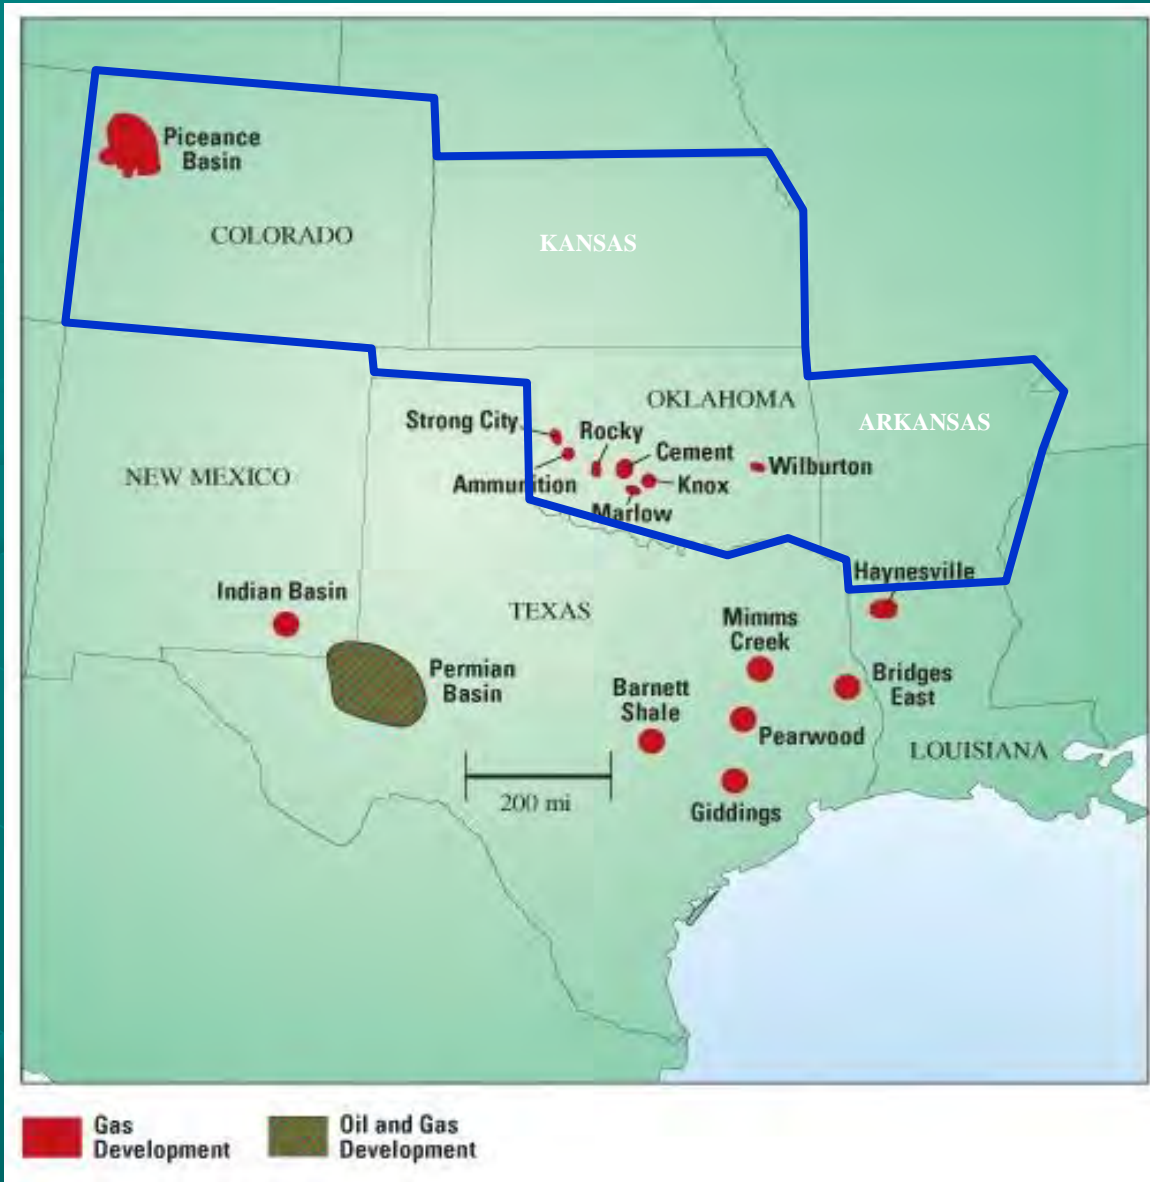 Piceance
Basin
COLORADO
KANSAS
OKLAHOMA
ARKANSAS
Strong City
Rocky
Cement
Wilburton
Ammunition
Knox
Marlow
NEW MEXICO
Haynesville
Indian Basin
TEXAS
Mimms
Creek
Permian
Basin
Barnett
Shale
Bridges
East
Pearwood
LOUISIANA
200 mi
Giddings
Gas
Development
Oil and Gas
Development